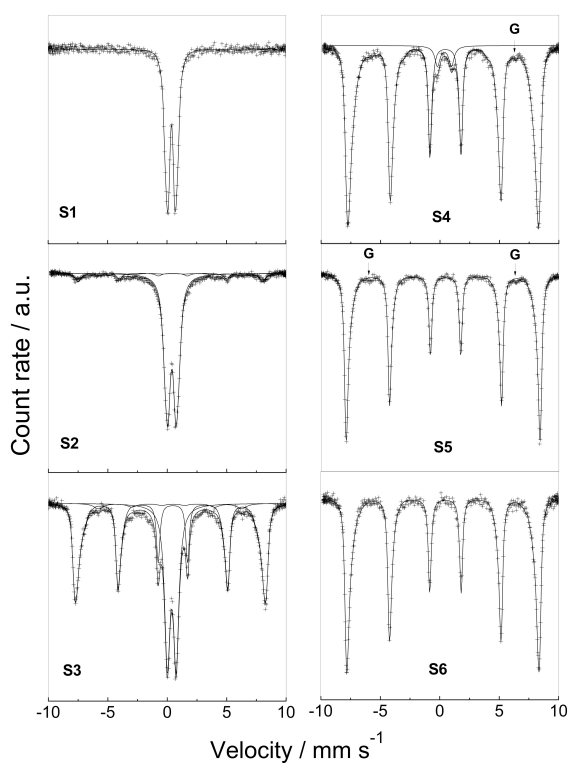 S1
G
S4
S2
G G
S5
S3
S6
-10 -5 0 5 10
-10 -5 0 5 10
Count rate / a.u.
Velocity / mm s⁻¹